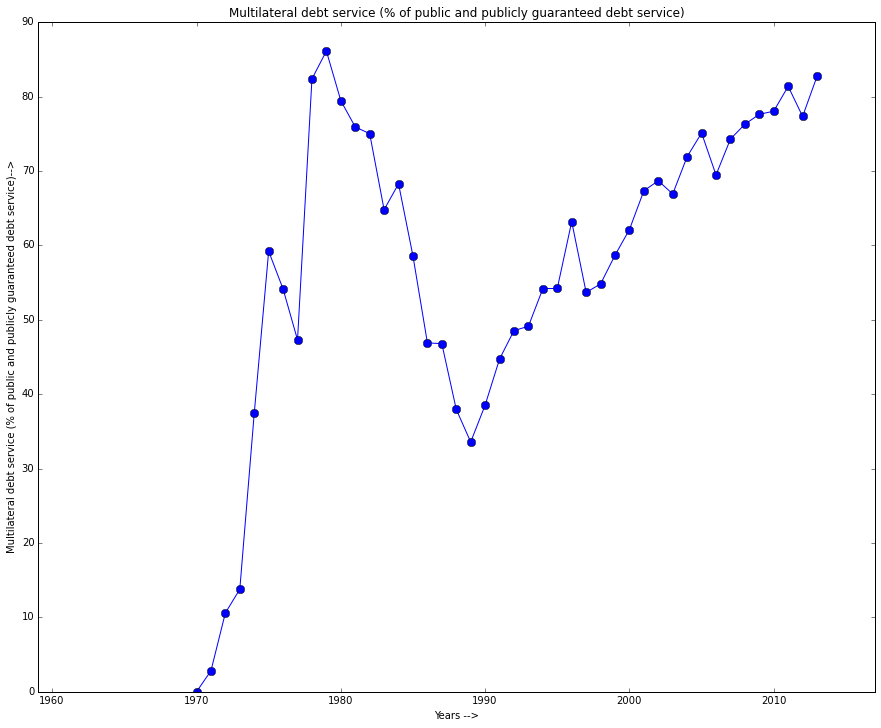 Multilateral debt service (% of public and publicly guaranteed debt service)
Multilateral debt service (% of public and publicly guaranteed debt service)-->
90
80
70
60
50
40
30
20
10
0
1960 1970 1980 1990 2000 2010
Years -->